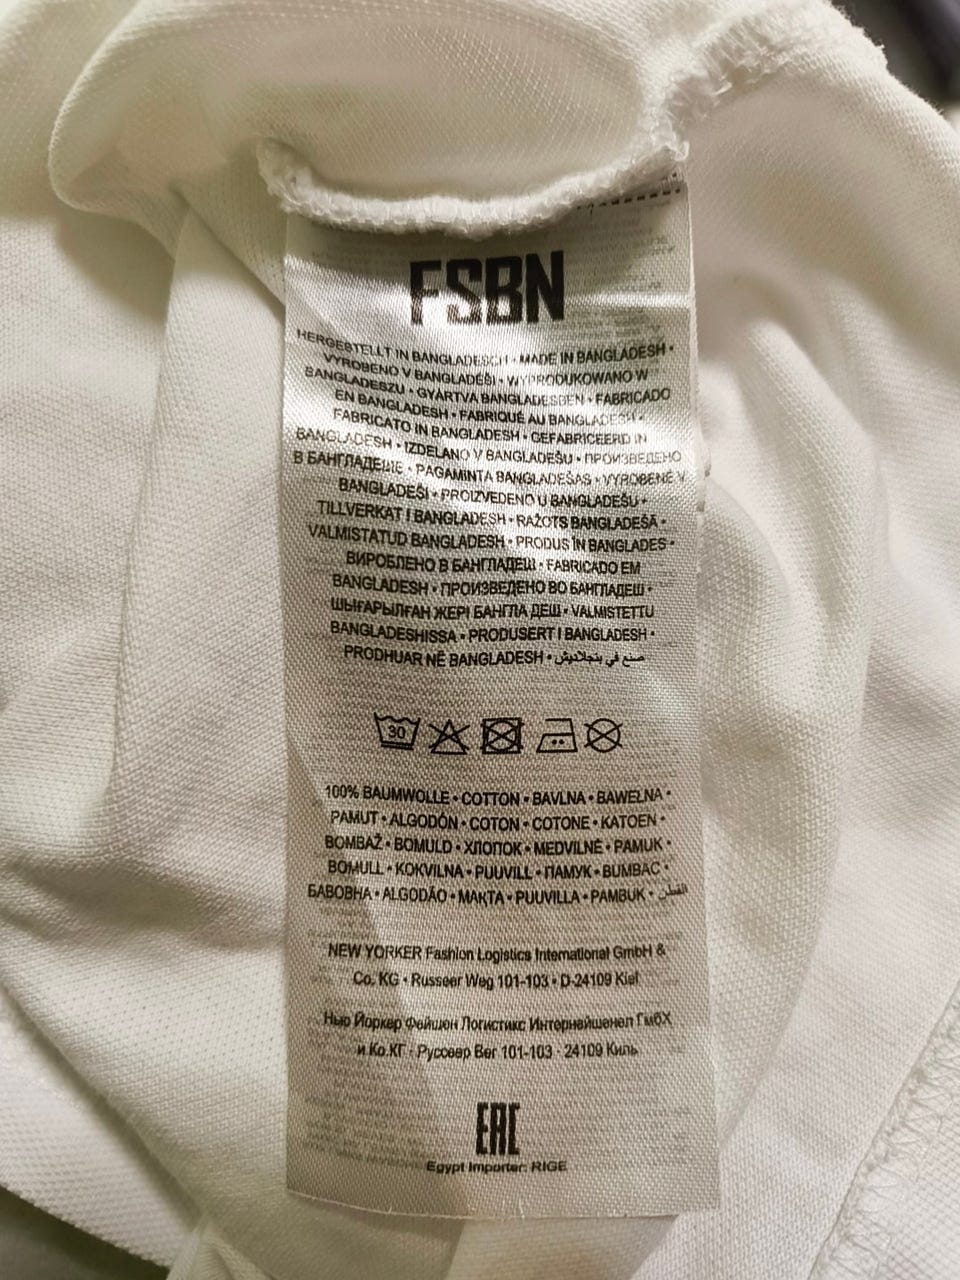 FSBN
HERGESTELLT IN BANGLADESCH • MADE IN BANGLADESH •
VYROBENO V BANGLADÉŠI • WYPRODUKOWANO W
BANGLADESZU • GYÁRTVA BANGLADESBEN • FABRICADO
EN BANGLADESH • FABRIQUÉ AU BANGLADESH •
FABRICATO IN BANGLADESH • GEFABRICEERD IN
BANGLADESH • IZDELANO V BANGLADEŠU • ПРОИЗВЕДЕНО
В БАНГЛАДЕШЕ • PAGAMINTA BANGLADEŠAS • VYROBENÉ V
BANGLADÉŠI • PROIZVEDENO U BANGLADEŠU •
TILLVERKAT I BANGLADESH • RAŽOTS BANGLADEŠĀ •
VALMISTATUD BANGLADESH • PRODUS ÎN BANGLADES •
ВИРОБЛЕНО В БАНГЛАДЕШ • FABRICADO EM
BANGLADESH • ПРОИЗВЕДЕНО ВО БАНГЛАДЕШ •
ШЫҒАРЫЛҒАН ЖЕРІ БАНГЛА ДЕШ • VALMISTETTU
BANGLADESHISSA • PRODUSERT I BANGLADESH •
PRODHUAR NË BANGLADESH • صنع في بنجلاديش
30
100% BAUMWOLLE • COTTON • BAVLNA • BAWEŁNA •
PAMUT • ALGODÓN • COTON • COTONE • KATOEN •
BOMBAŽ • BOMULD • ХЛОПОК • MEDVILNĖ • PAMUK •
BOMULL • KOKVILNA • PUUVILL • ПАМУК • BUMBAC •
БАВОВНА • ALGODÃO • МАҚТА • PUUVILLA • PAMBUK • القطن
NEW YORKER Fashion Logistics International GmbH &
Co. KG • Russeer Weg 101-103 • D-24109 Kiel
Нью Йоркер Фейшен Логистикс Интернейшенел ГмбХ
и Ко.КГ · Руссеер Вег 101-103 · 24109 Киль
EAC
Egypt Importer: RIGE